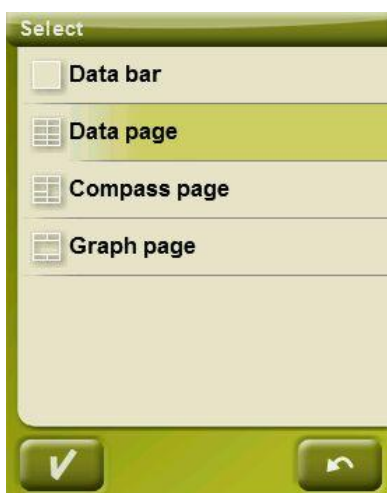 Select
Data bar
Data page
Compass page
Graph page